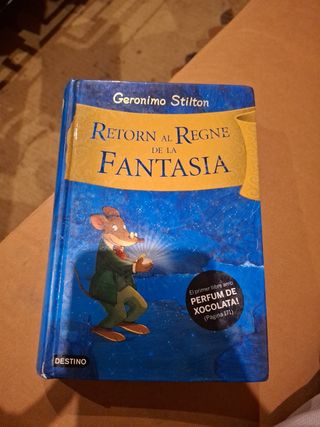 Geronimo Stilton
RETORN AL REGNE
DE LA
FANTASIA
El primer llibre amb
PERFUM DE
XOCOLATA!
(Pàgina 171)
DESTINO